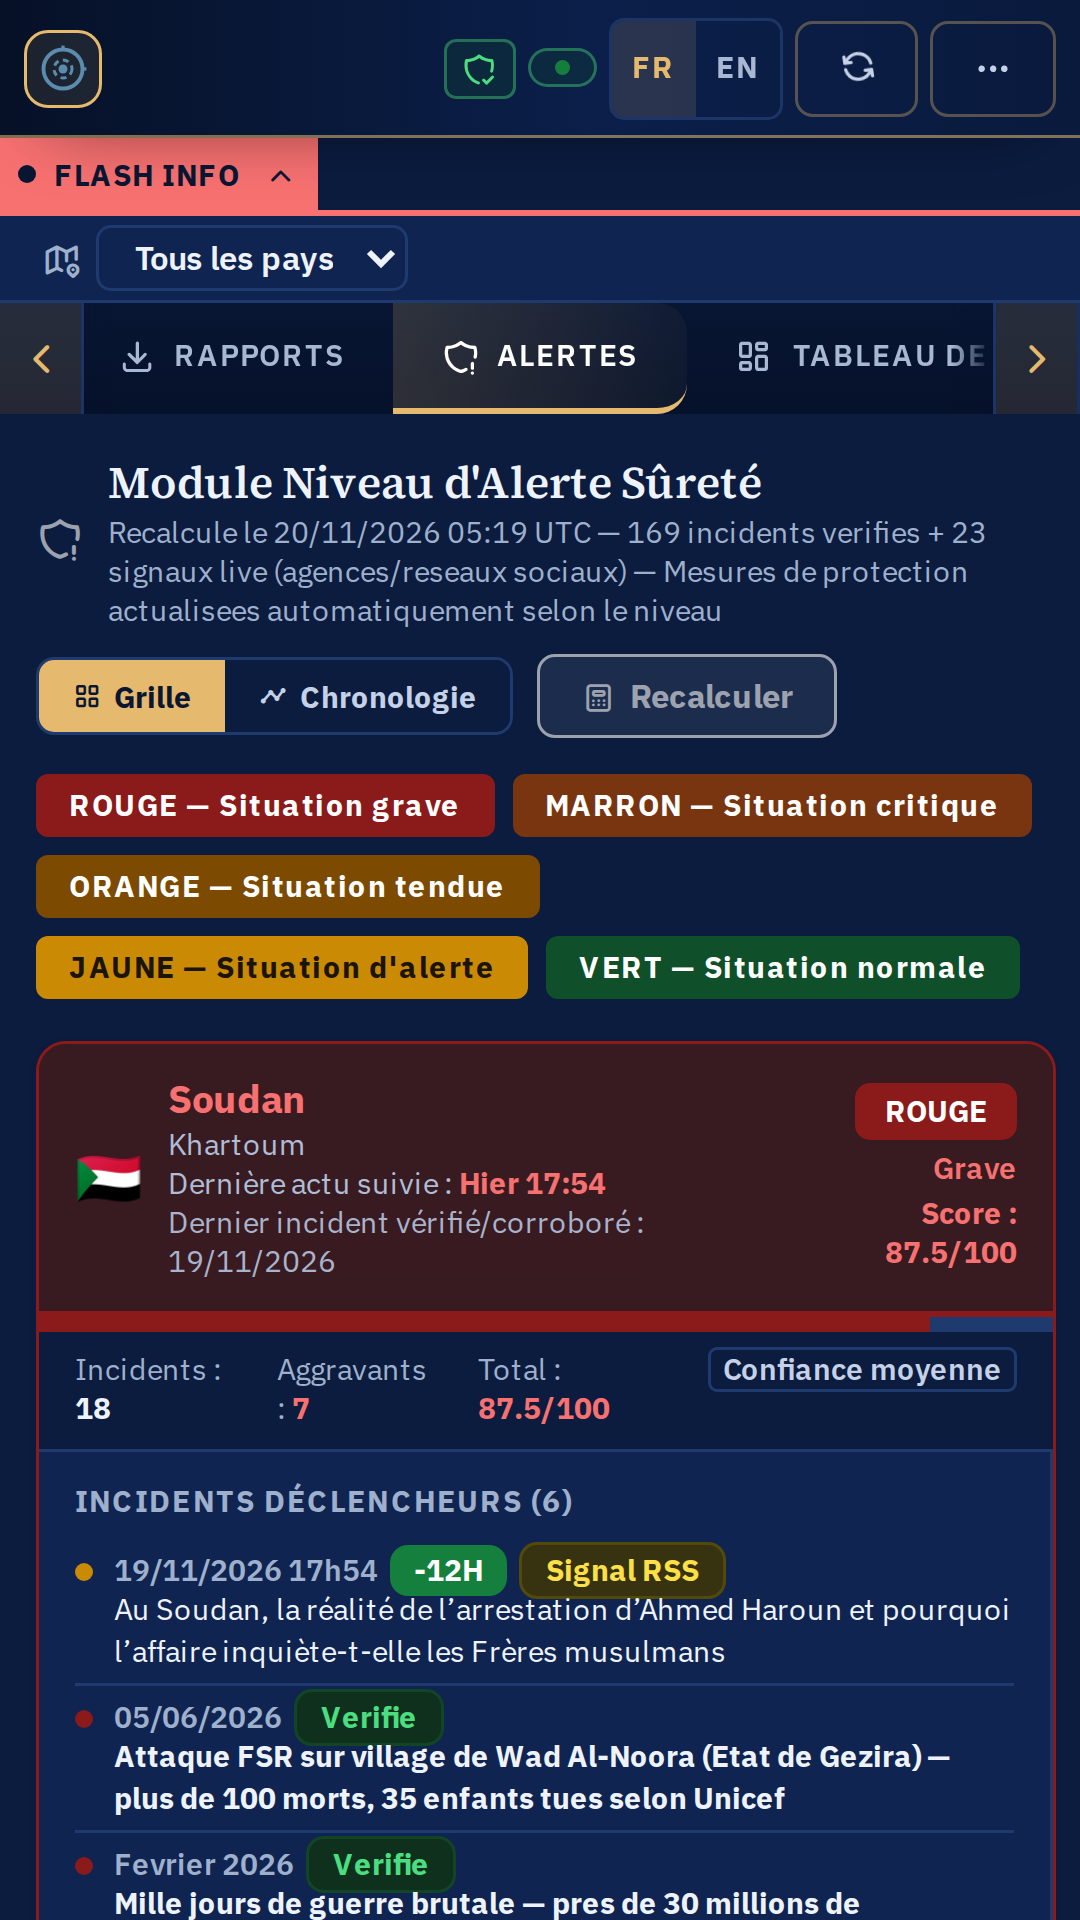 FR EN
FLASH INFO
Tous les pays
RAPPORTS ALERTES TABLEAU DE
Module Niveau d'Alerte Sûreté
Recalcule le 20/11/2026 05:19 UTC — 169 incidents verifies + 23
signaux live (agences/reseaux sociaux) — Mesures de protection
actualisees automatiquement selon le niveau
Grille Chronologie Recalculer
ROUGE — Situation grave MARRON — Situation critique
ORANGE — Situation tendue
JAUNE — Situation d'alerte VERT — Situation normale
Soudan
ROUGE
Khartoum
Grave
Dernière actu suivie : Hier 17:54
Score :
87.5/100
Dernier incident vérifié/corroboré :
19/11/2026
Incidents :
18
Aggravants
: 7
Total :
87.5/100
Confiance moyenne
INCIDENTS DÉCLENCHEURS (6)
19/11/2026 17h54 -12H Signal RSS
Au Soudan, la réalité de l’arrestation d’Ahmed Haroun et pourquoi
l’affaire inquiète-t-elle les Frères musulmans
05/06/2026 Verifie
Attaque FSR sur village de Wad Al-Noora (Etat de Gezira) —
plus de 100 morts, 35 enfants tues selon Unicef
Fevrier 2026 Verifie
Mille jours de guerre brutale — pres de 30 millions de